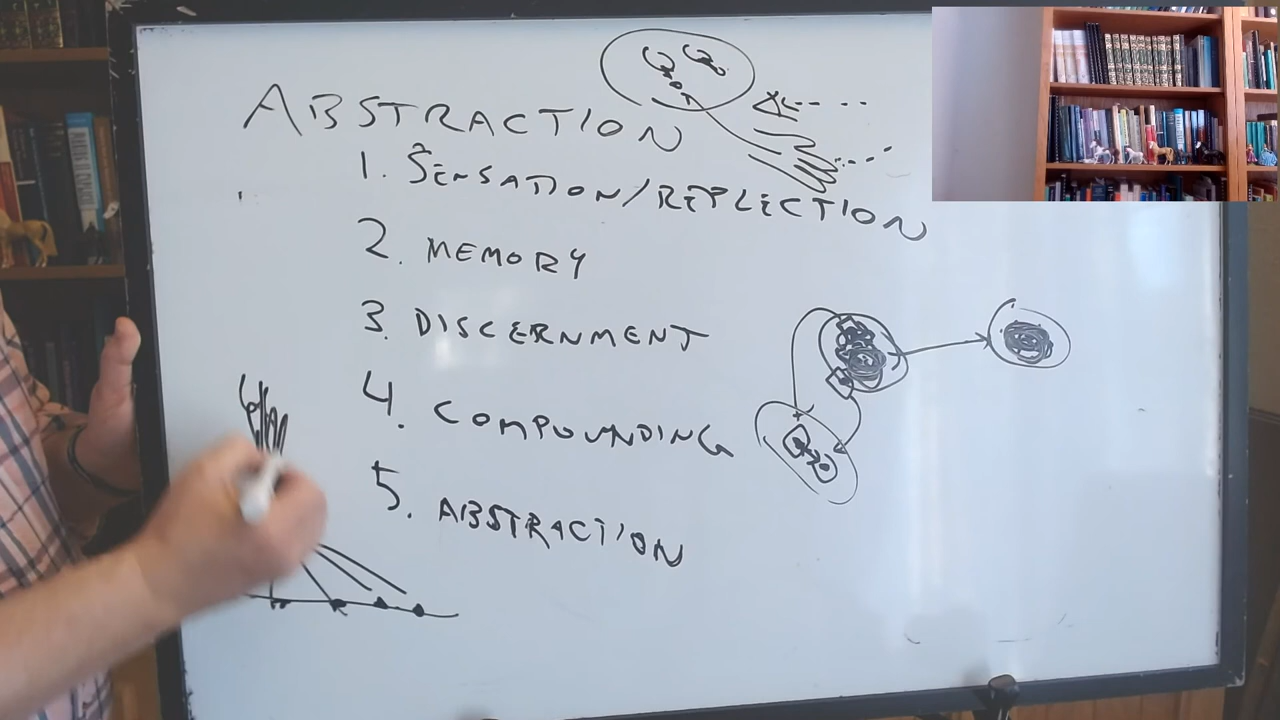 ABSTRACTION
1. SENSATION/REFLECTION
2. MEMORY
3. DISCERNMENT
4. COMPOUNDING
5. ABSTRACTION